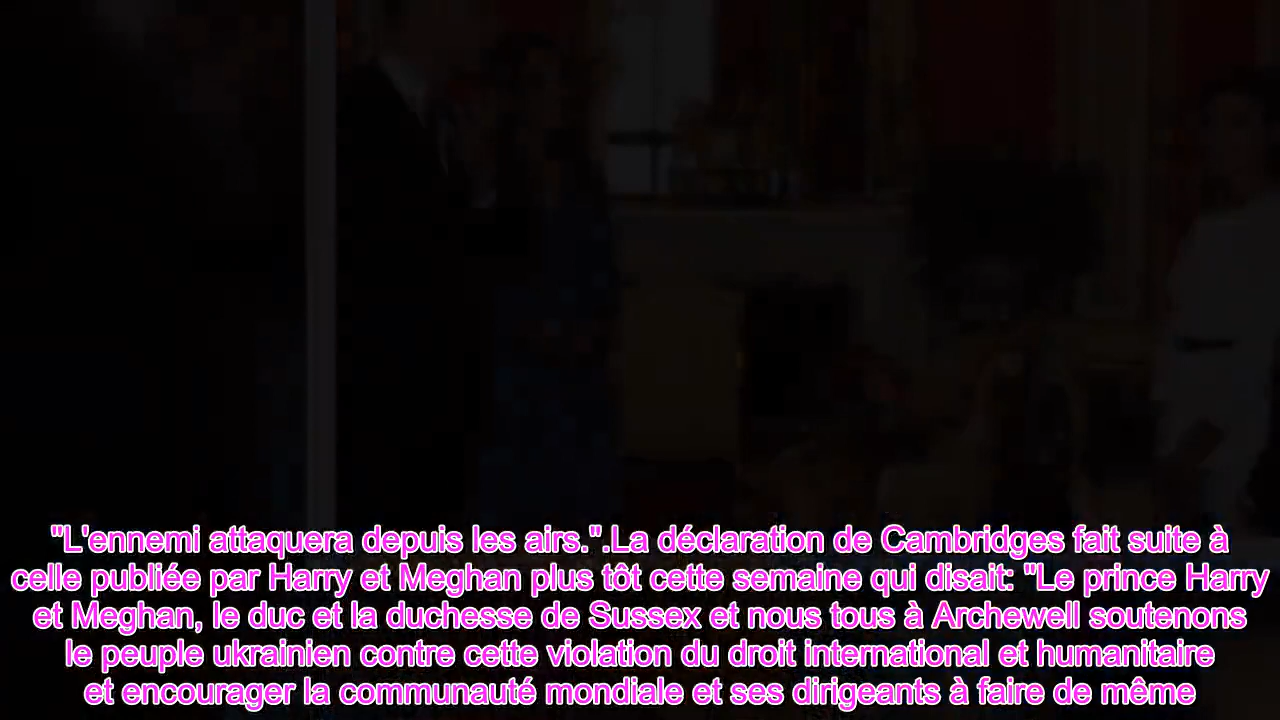 "L'ennemi attaquera depuis les airs.".La déclaration de Cambridges fait suite à
celle publiée par Harry et Meghan plus tôt cette semaine qui disait: "Le prince Harry
et Meghan, le duc et la duchesse de Sussex et nous tous à Archewell soutenons
le peuple ukrainien contre cette violation du droit international et humanitaire
et encourager la communauté mondiale et ses dirigeants à faire de même